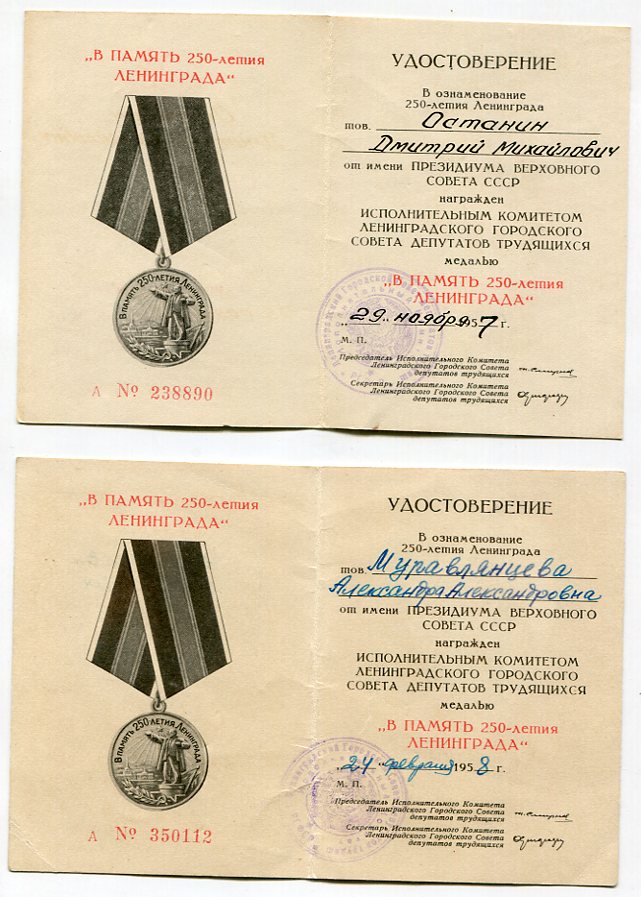 „В ПАМЯТЬ 250-летия
ЛЕНИНГРАДА“
В ПАМЯТЬ 250-ЛЕТИЯ ЛЕНИНГРАДА
А № 238890
УДОСТОВЕРЕНИЕ
В ознаменование
250-летия Ленинграда
тов. Останин
Дмитрий Михайлович
от имени ПРЕЗИДИУМА ВЕРХОВНОГО
СОВЕТА СССР
награжден
ИСПОЛНИТЕЛЬНЫМ КОМИТЕТОМ
ЛЕНИНГРАДСКОГО ГОРОДСКОГО
СОВЕТА ДЕПУТАТОВ ТРУДЯЩИХСЯ
медалью
„В ПАМЯТЬ 250-летия
ЛЕНИНГРАДА“
„29„ ноября 1957 г.
М. П.
Председатель Исполнительного Комитета
Ленинградского Городского Совета
депутатов трудящихся
Секретарь Исполнительного Комитета
Ленинградского Городского Совета
депутатов трудящихся
„В ПАМЯТЬ 250-летия
ЛЕНИНГРАДА“
В ПАМЯТЬ 250-ЛЕТИЯ ЛЕНИНГРАДА
А № 350112
УДОСТОВЕРЕНИЕ
В ознаменование
250-летия Ленинграда
тов. Муравлянцева
Александра Александровна
от имени ПРЕЗИДИУМА ВЕРХОВНОГО
СОВЕТА СССР
награжден
ИСПОЛНИТЕЛЬНЫМ КОМИТЕТОМ
ЛЕНИНГРАДСКОГО ГОРОДСКОГО
СОВЕТА ДЕПУТАТОВ ТРУДЯЩИХСЯ
медалью
„В ПАМЯТЬ 250-летия
ЛЕНИНГРАДА“
„24„ февраля 1958 г.
М. П.
Председатель Исполнительного Комитета
Ленинградского Городского Совета
депутатов трудящихся
Секретарь Исполнительного Комитета
Ленинградского Городского Совета
депутатов трудящихся